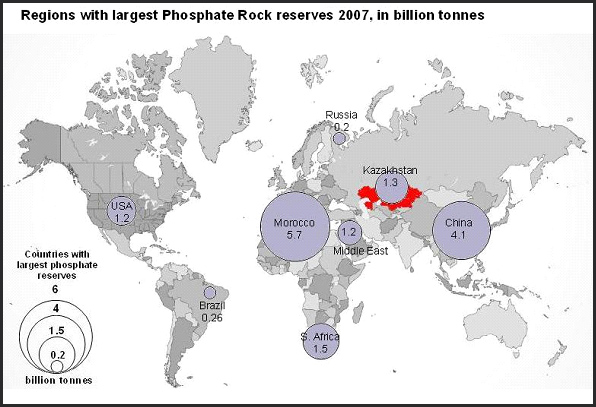 Regions with largest Phosphate Rock reserves 2007, in billion tonnes
Russia
0.2
Kazakhstan
1.3
USA
1.2
Morocco
5.7
1.2
Middle East
China
4.1
Countries with
largest phosphate
reserves
6
4
1.5
0.2
billion tonnes
Brazil
0.26
S. Africa
1.5